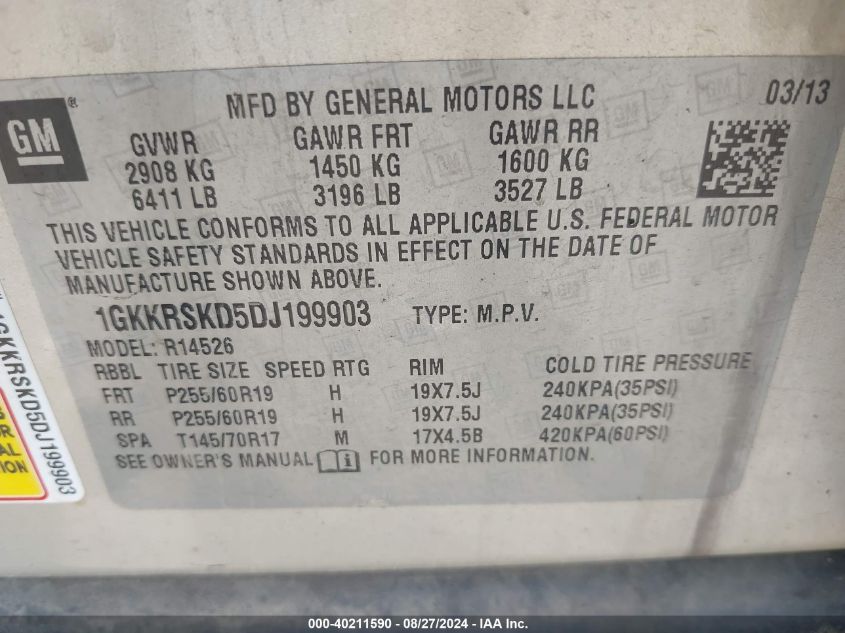 GM
®
MFD BY GENERAL MOTORS LLC
03/13
GVWR GAWR FRT GAWR RR
2908 KG 1450 KG 1600 KG
6411 LB 3196 LB 3527 LB
THIS VEHICLE CONFORMS TO ALL APPLICABLE U.S. FEDERAL MOTOR
VEHICLE SAFETY STANDARDS IN EFFECT ON THE DATE OF
MANUFACTURE SHOWN ABOVE.
1GKKRSKD5DJ199903 TYPE: M.P.V.
MODEL: R14526
RBBL TIRE SIZE SPEED RTG RIM COLD TIRE PRESSURE
FRT P255/60R19 H 19X7.5J 240KPA(35PSI)
RR P255/60R19 H 19X7.5J 240KPA(35PSI)
SPA T145/70R17 M 17X4.5B 420KPA(60PSI)
SEE OWNER'S MANUAL FOR MORE INFORMATION.
GKKRSKD5DJ199903
000-40211590 - 08/27/2024 - IAA Inc.